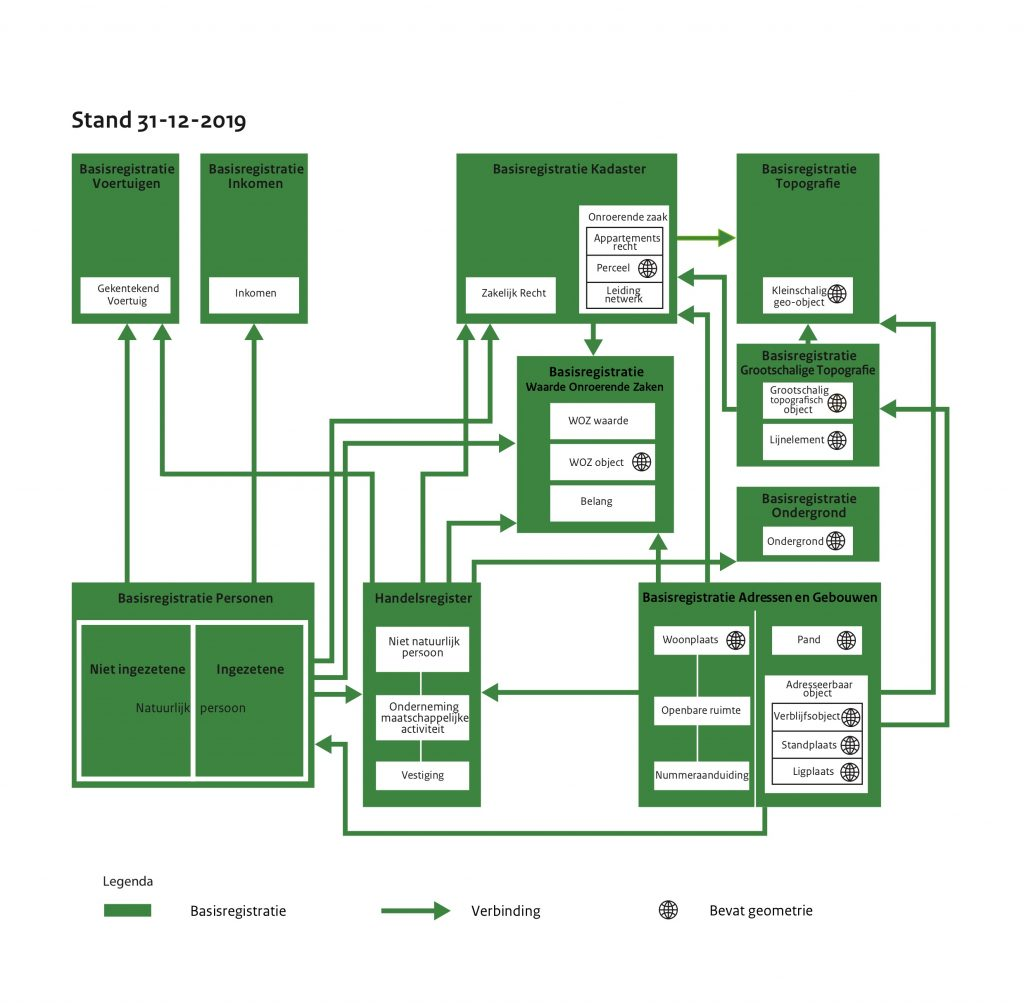 Stand 31-12-2019
Basisregistratie
Voertuigen
Gekentekend
Voertuig
Basisregistratie
Inkomen
Inkomen
Basisregistratie Kadaster
Zakelijk Recht
Onroerende zaak
Appartements
recht
Perceel
Leiding
netwerk
Basisregistratie
Topografie
Kleinschalig
geo-object
Basisregistratie
Grootschalige Topografie
Grootschalig
topografisch
object
Lijnelement
Basisregistratie
Waarde Onroerende Zaken
WOZ waarde
WOZ object
Belang
Basisregistratie
Ondergrond
Ondergrond
Basisregistratie Personen
Niet ingezetene
Ingezetene
Natuurlijk persoon
Handelsregister
Niet natuurlijk
persoon
Onderneming
maatschappelijke
activiteit
Vestiging
Basisregistratie Adressen en Gebouwen
Woonplaats
Openbare ruimte
Nummeraanduiding
Pand
Adresseerbaar
object
Verblijfsobject
Standplaats
Ligplaats
Legenda
Basisregistratie
Verbinding
Bevat geometrie